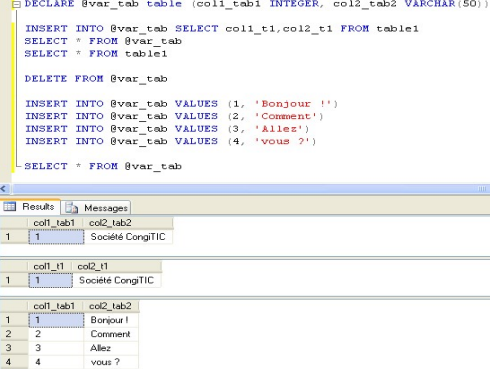 DECLARE @var_tab table (col1_tab1 INTEGER, col2_tab2 VARCHAR(50))
INSERT INTO @var_tab SELECT col1_t1,col2_t1 FROM table1
SELECT * FROM @var_tab
SELECT * FROM table1
DELETE FROM @var_tab
INSERT INTO @var_tab VALUES (1, 'Bonjour !')
INSERT INTO @var_tab VALUES (2, 'Comment')
INSERT INTO @var_tab VALUES (3, 'Allez')
INSERT INTO @var_tab VALUES (4, 'vous ?')
SELECT * FROM @var_tab
Results Messages
col1_tab1 col2_tab2
1 1 Société CongiTIC
col1_t1 col2_t1
1 1 Société CongiTIC
col1_tab1 col2_tab2
1 1 Bonjour !
2 2 Comment
3 3 Allez
4 4 vous ?